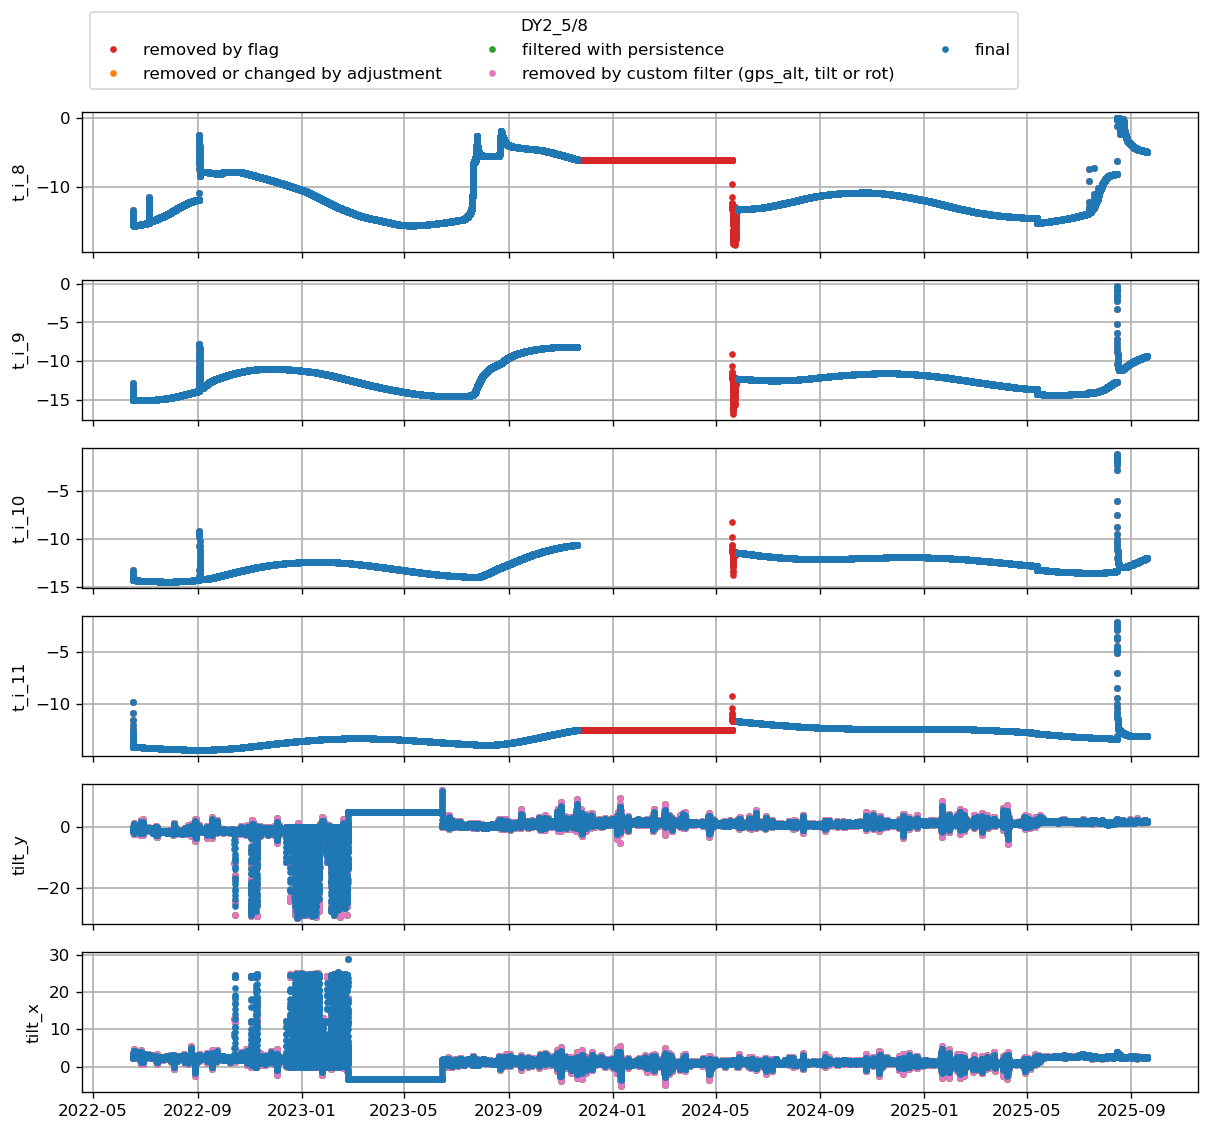 DY2_5/8
removed by flag
filtered with persistence
final
removed or changed by adjustment
removed by custom filter (gps_alt, tilt or rot)
0
−10
t_i_8
0
−5
−10
−15
t_i_9
−5
−10
−15
t_i_10
−5
−10
t_i_11
0
−20
tilt_y
30
20
10
0
tilt_x
2022-05 2022-09 2023-01 2023-05 2023-09 2024-01 2024-05 2024-09 2025-01 2025-05 2025-09